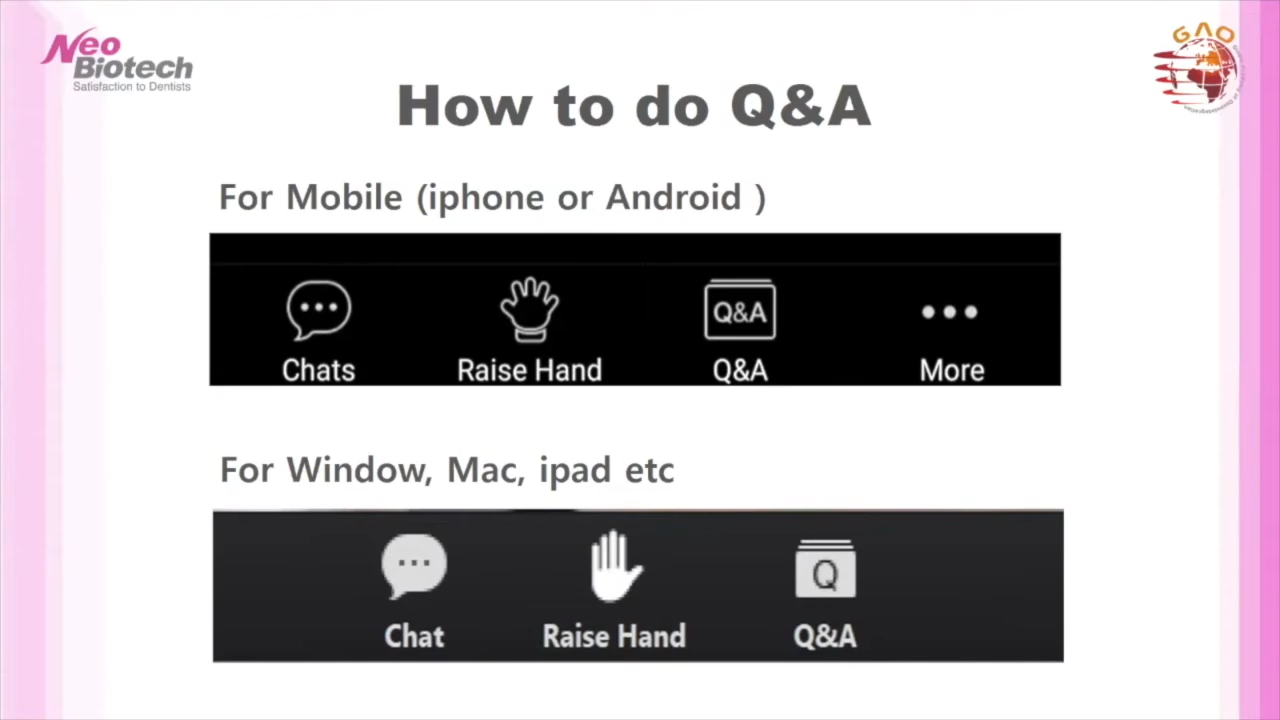 Neo
Biotech
Satisfaction to Dentists
GAO
How to do Q&A
For Mobile (iphone or Android )
Q&A
Chats
Raise Hand
Q&A
More
For Window, Mac, ipad etc
Q
Chat
Raise Hand
Q&A